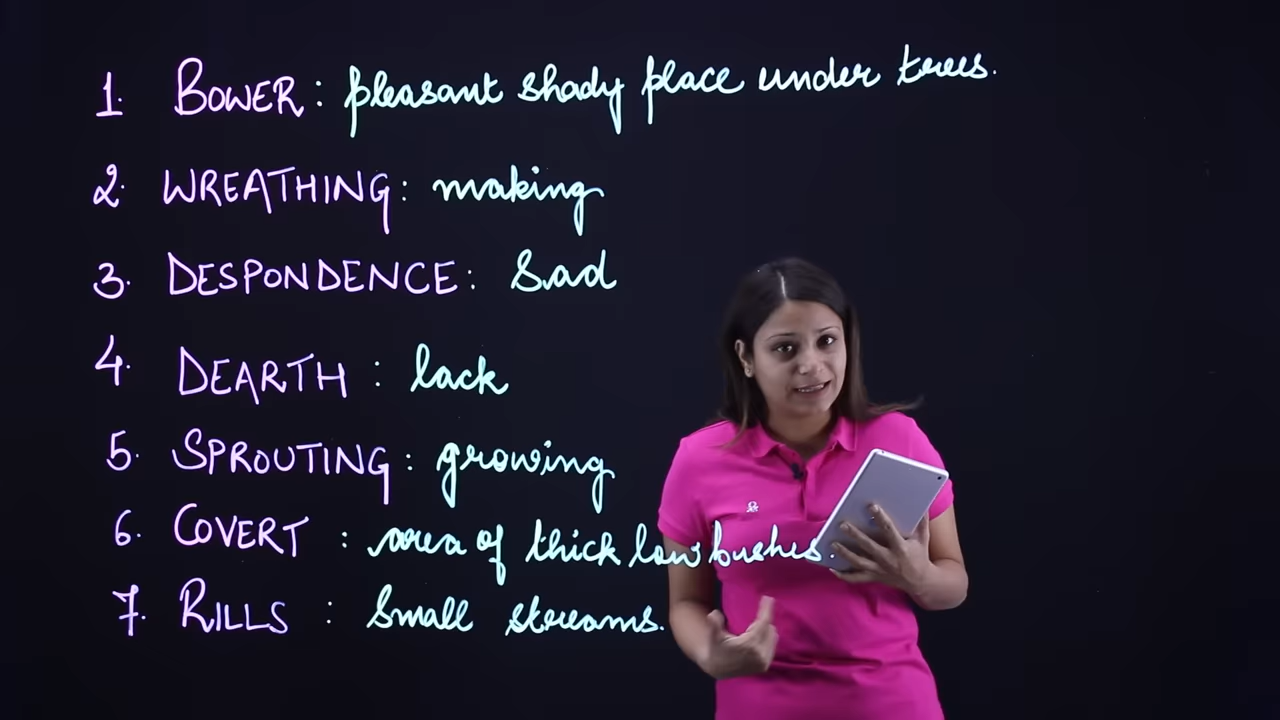 1. BOWER: pleasant shady place under trees.
2. WREATHING: making
3. DESPONDENCE: Sad
4. DEARTH: lack
5. SPROUTING: growing
6. COVERT: area of thick low bushes.
7. RILLS: Small streams.